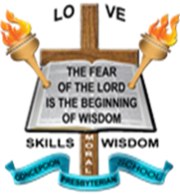 LOVE
THE FEAR
OF THE LORD
IS THE BEGINNING
OF WISDOM
SKILLS WISDOM
MORAL
CONCEPCION PRESBYTERIAN SCHOOL